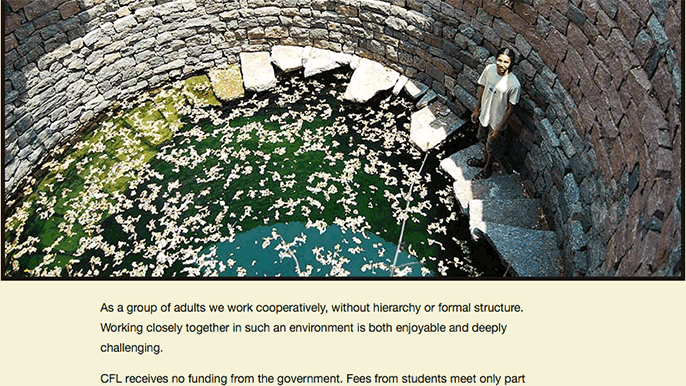 As a group of adults we work cooperatively, without hierarchy or formal structure.
Working closely together in such an environment is both enjoyable and deeply
challenging.
CFL receives no funding from the government. Fees from students meet only part